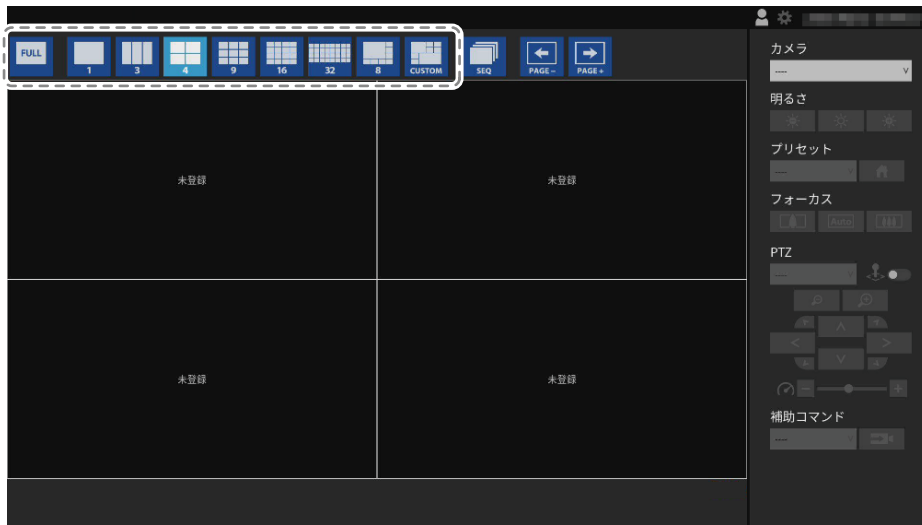 FULL
1
3
4
9
16
32
8
CUSTOM
SEQ
PAGE−
PAGE+
未登録
未登録
未登録
未登録
カメラ
----
明るさ
プリセット
----
フォーカス
Auto
PTZ
----
補助コマンド
----